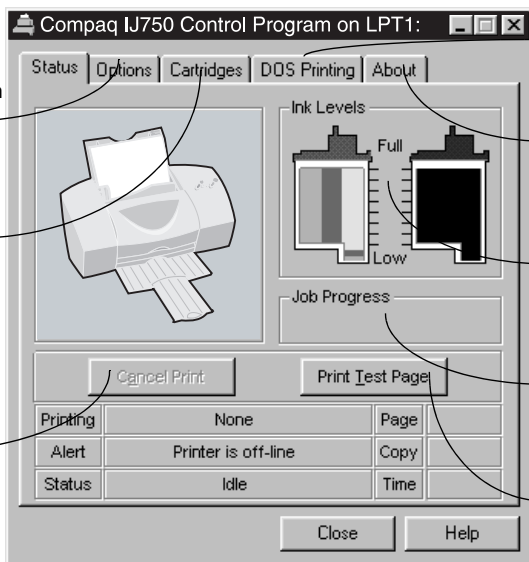 Compaq IJ750 Control Program on LPT1:
Status Options Cartridges DOS Printing About
Ink Levels
Full
Low
Job Progress
Cancel Print Print Test Page
Printing None Page
Alert Printer is off-line Copy
Status Idle Time
Close Help